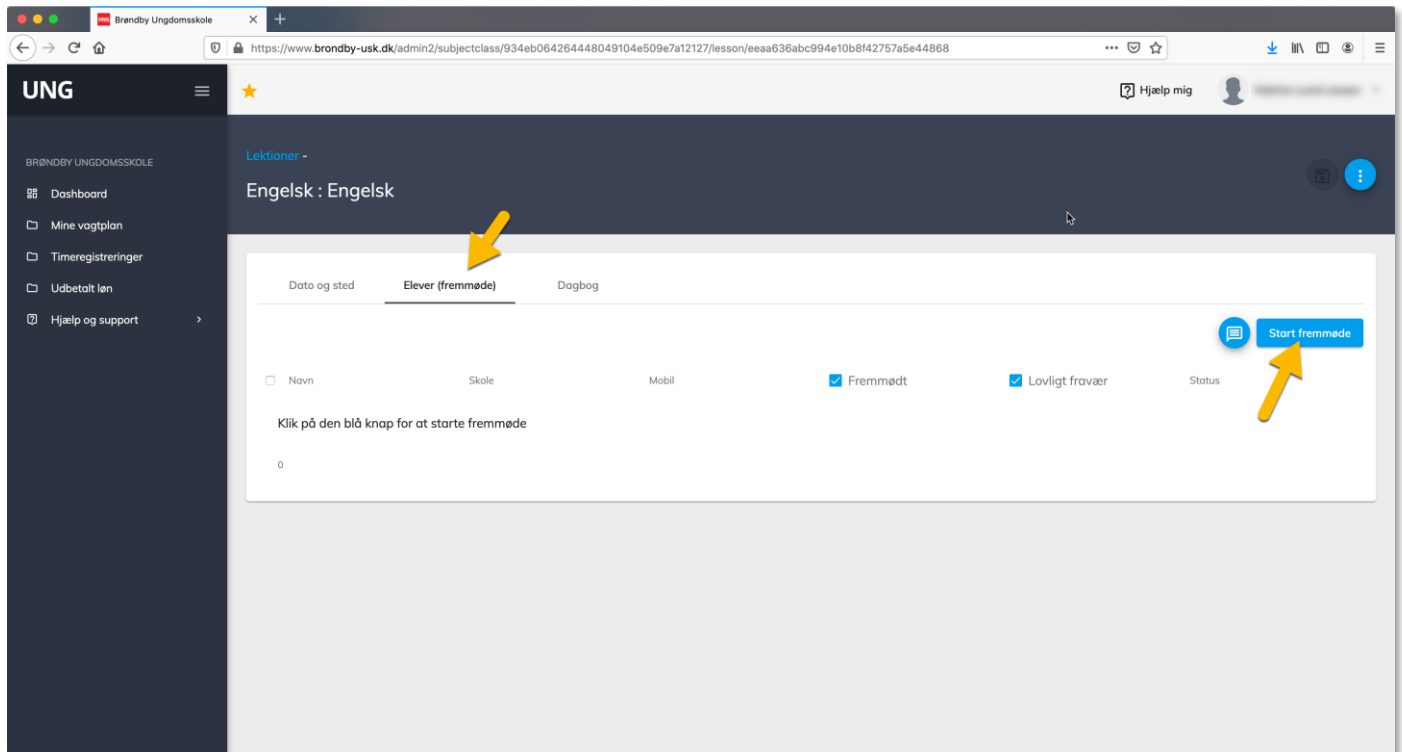 Brøndby Ungdomsskole
https://www.brondby-usk.dk/admin2/subjectclass/934eb064264448049104e509e7a12127/lesson/eeaa636abc994e10b8f42757a5e44868
UNG
Hjælp mig
BRØNDBY UNGDOMSSKOLE
Dashboard
Mine vagtplan
Timeregistreringer
Udbetalt løn
Hjælp og support
Lektioner -
Engelsk : Engelsk
Dato og sted Elever (fremmøde) Dagbog
Start fremmøde
Navn Skole Mobil Fremmødt Lovligt fravær Status
Klik på den blå knap for at starte fremmøde
0